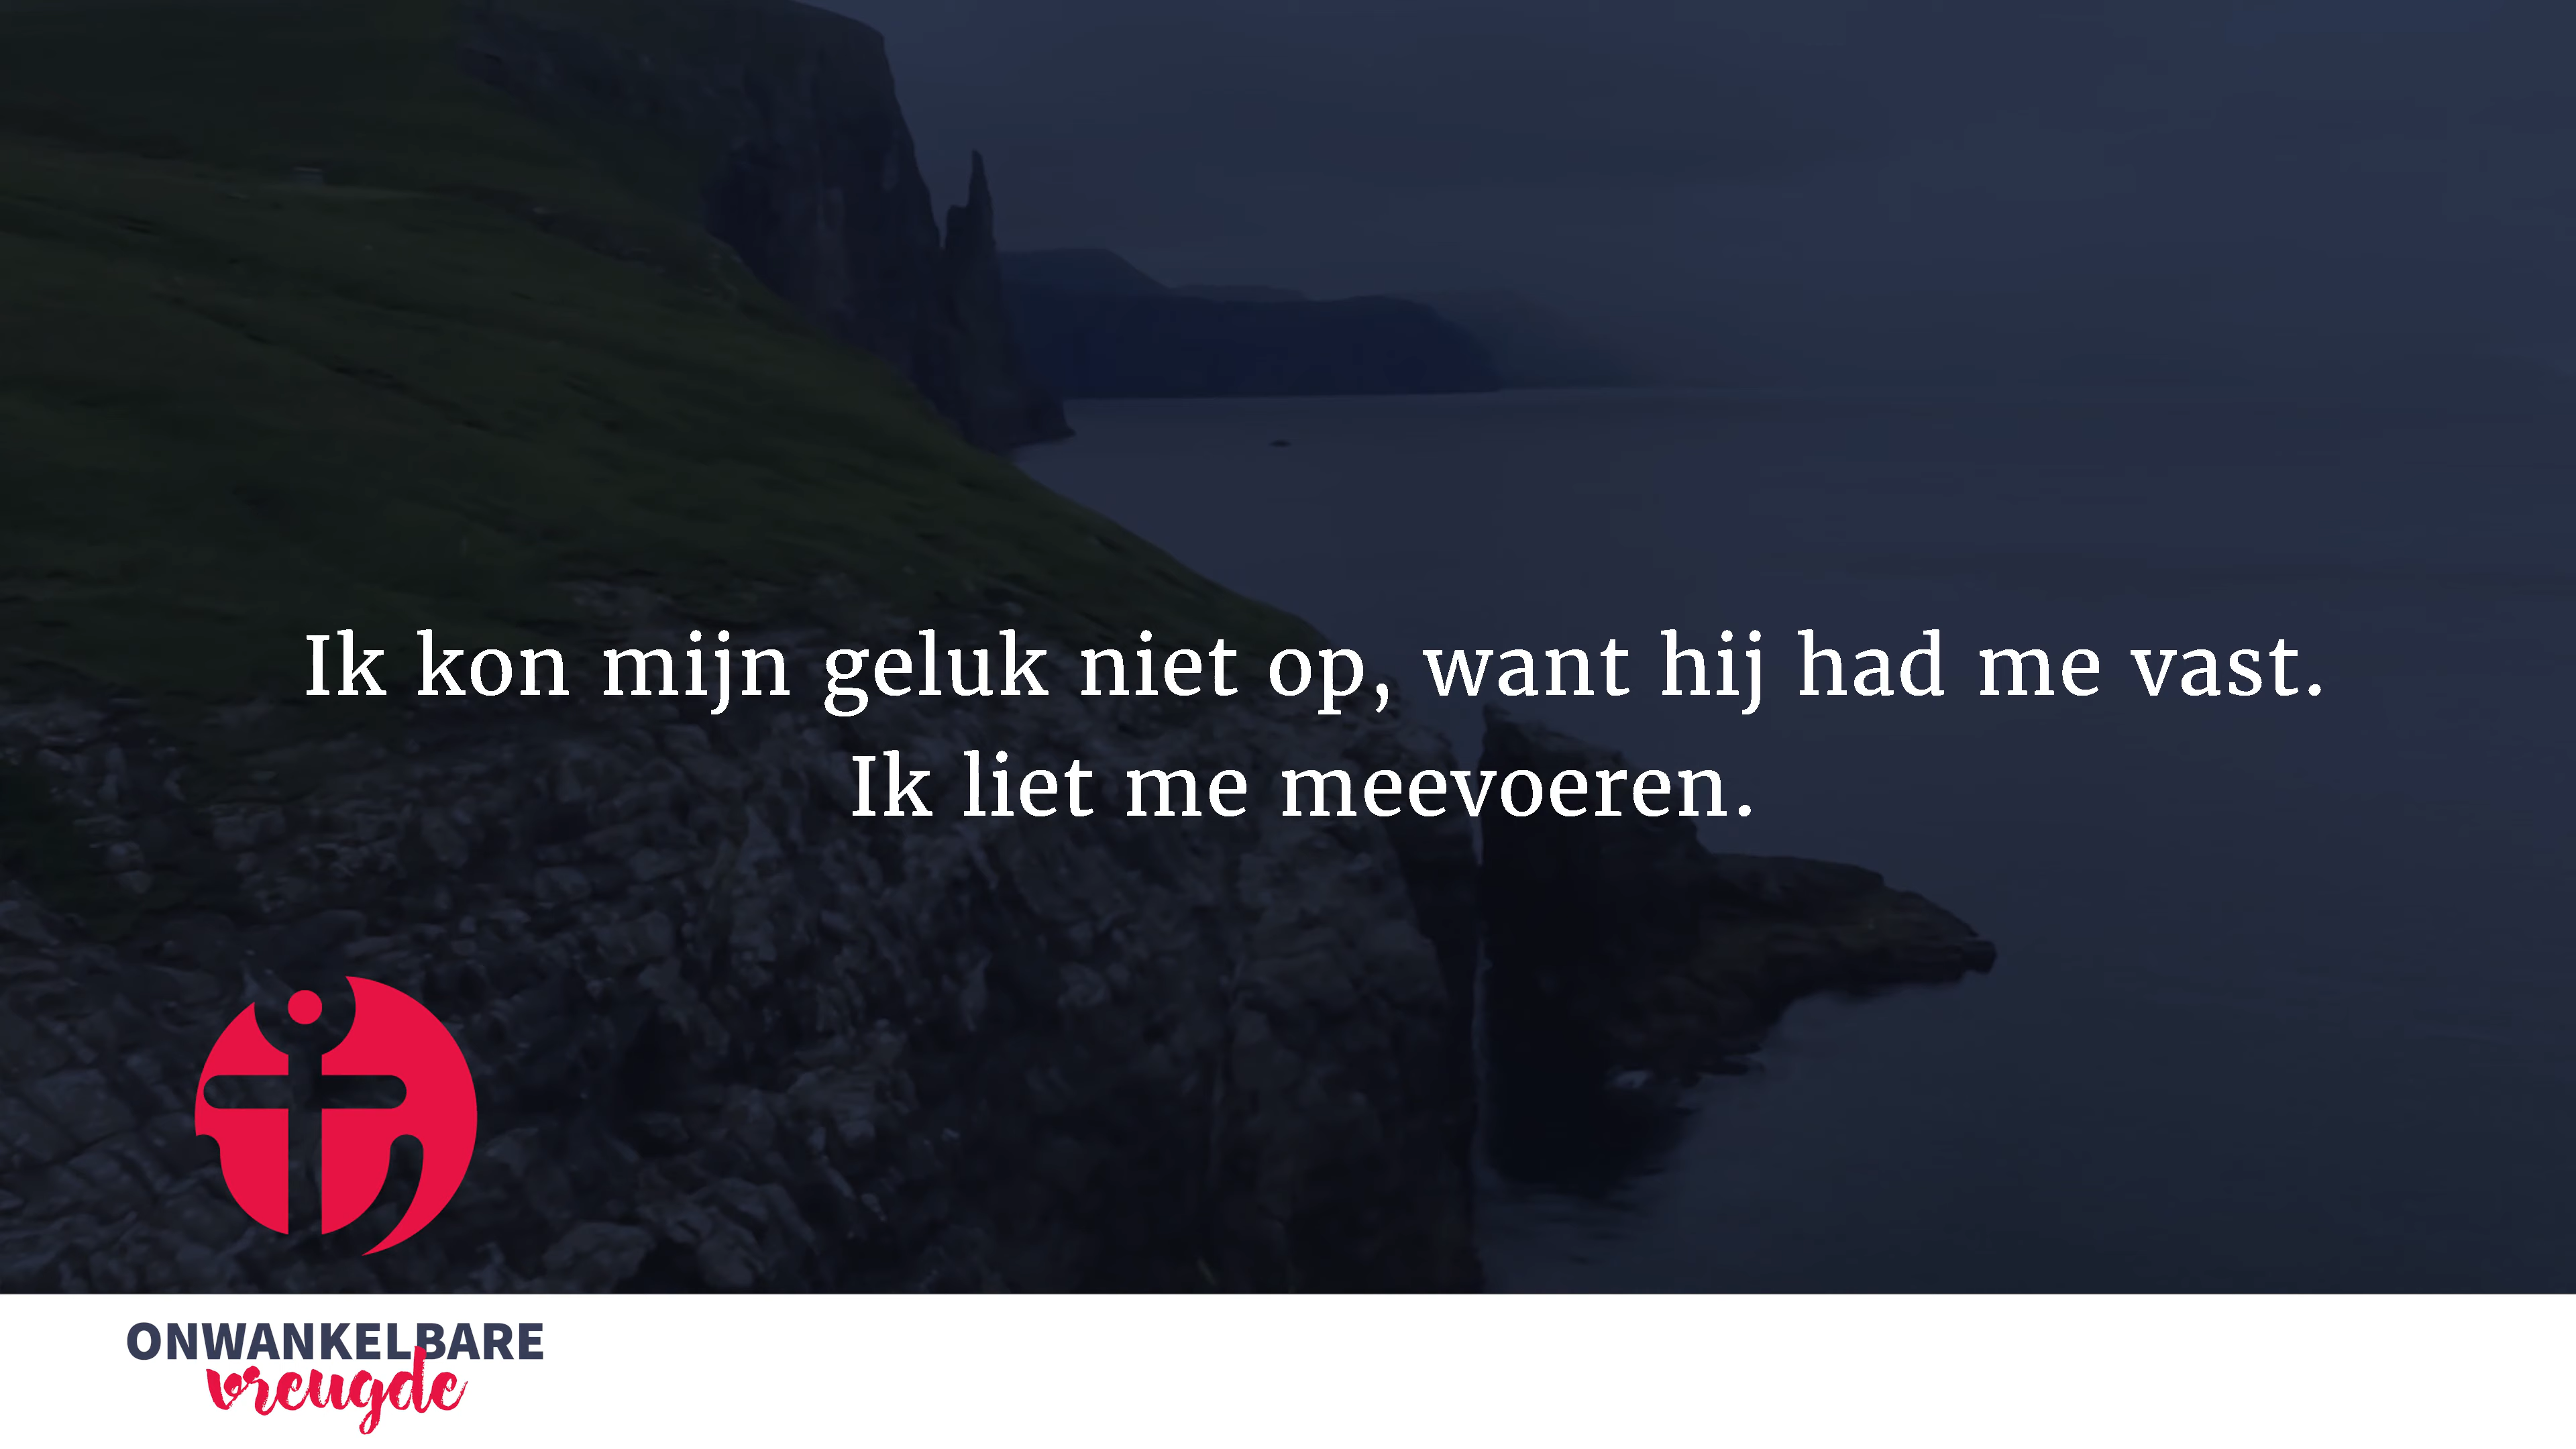 Ik kon mijn geluk niet op, want hij had me vast.
Ik liet me meevoeren.
ONWANKELBARE
vreugde